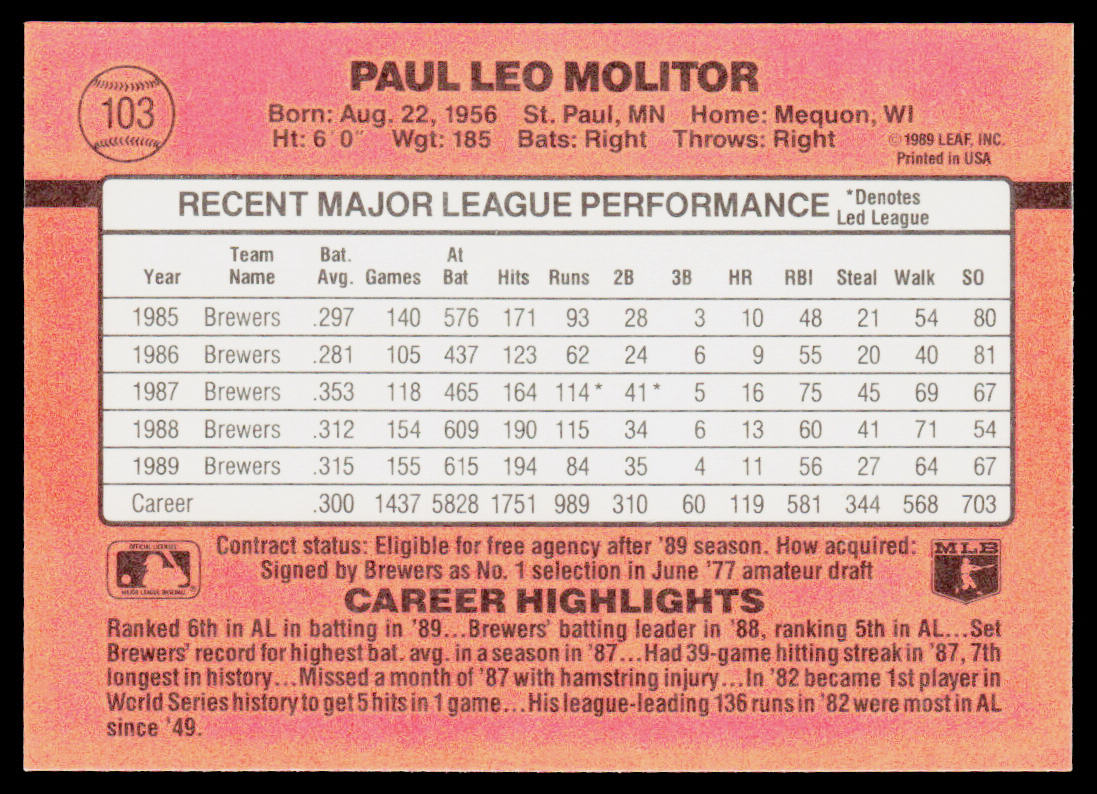 PAUL LEO MOLITOR
103
Born: Aug. 22, 1956 St. Paul, MN Home: Mequon, WI
Ht: 6' 0" Wgt: 185 Bats: Right Throws: Right
© 1989 LEAF, INC.
Printed in USA
RECENT MAJOR LEAGUE PERFORMANCE *Denotes Led League
Year Team Name Bat. Avg. Games At Bat Hits Runs 2B 3B HR RBI Steal Walk SO
1985 Brewers .297 140 576 171 93 28 3 10 48 21 54 80
1986 Brewers .281 105 437 123 62 24 6 9 55 20 40 81
1987 Brewers .353 118 465 164 114* 41* 5 16 75 45 69 67
1988 Brewers .312 154 609 190 115 34 6 13 60 41 71 54
1989 Brewers .315 155 615 194 84 35 4 11 56 27 64 67
Career .300 1437 5828 1751 989 310 60 119 581 344 568 703
OFFICIAL LICENSEE
MAJOR LEAGUE BASEBALL
Contract status: Eligible for free agency after '89 season. How acquired:
Signed by Brewers as No. 1 selection in June '77 amateur draft
MLB
CAREER HIGHLIGHTS
Ranked 6th in AL in batting in '89...Brewers' batting leader in '88, ranking 5th in AL...Set
Brewers' record for highest bat. avg. in a season in '87...Had 39-game hitting streak in '87, 7th
longest in history...Missed a month of '87 with hamstring injury...In '82 became 1st player in
World Series history to get 5 hits in 1 game...His league-leading 136 runs in '82 were most in AL
since '49.